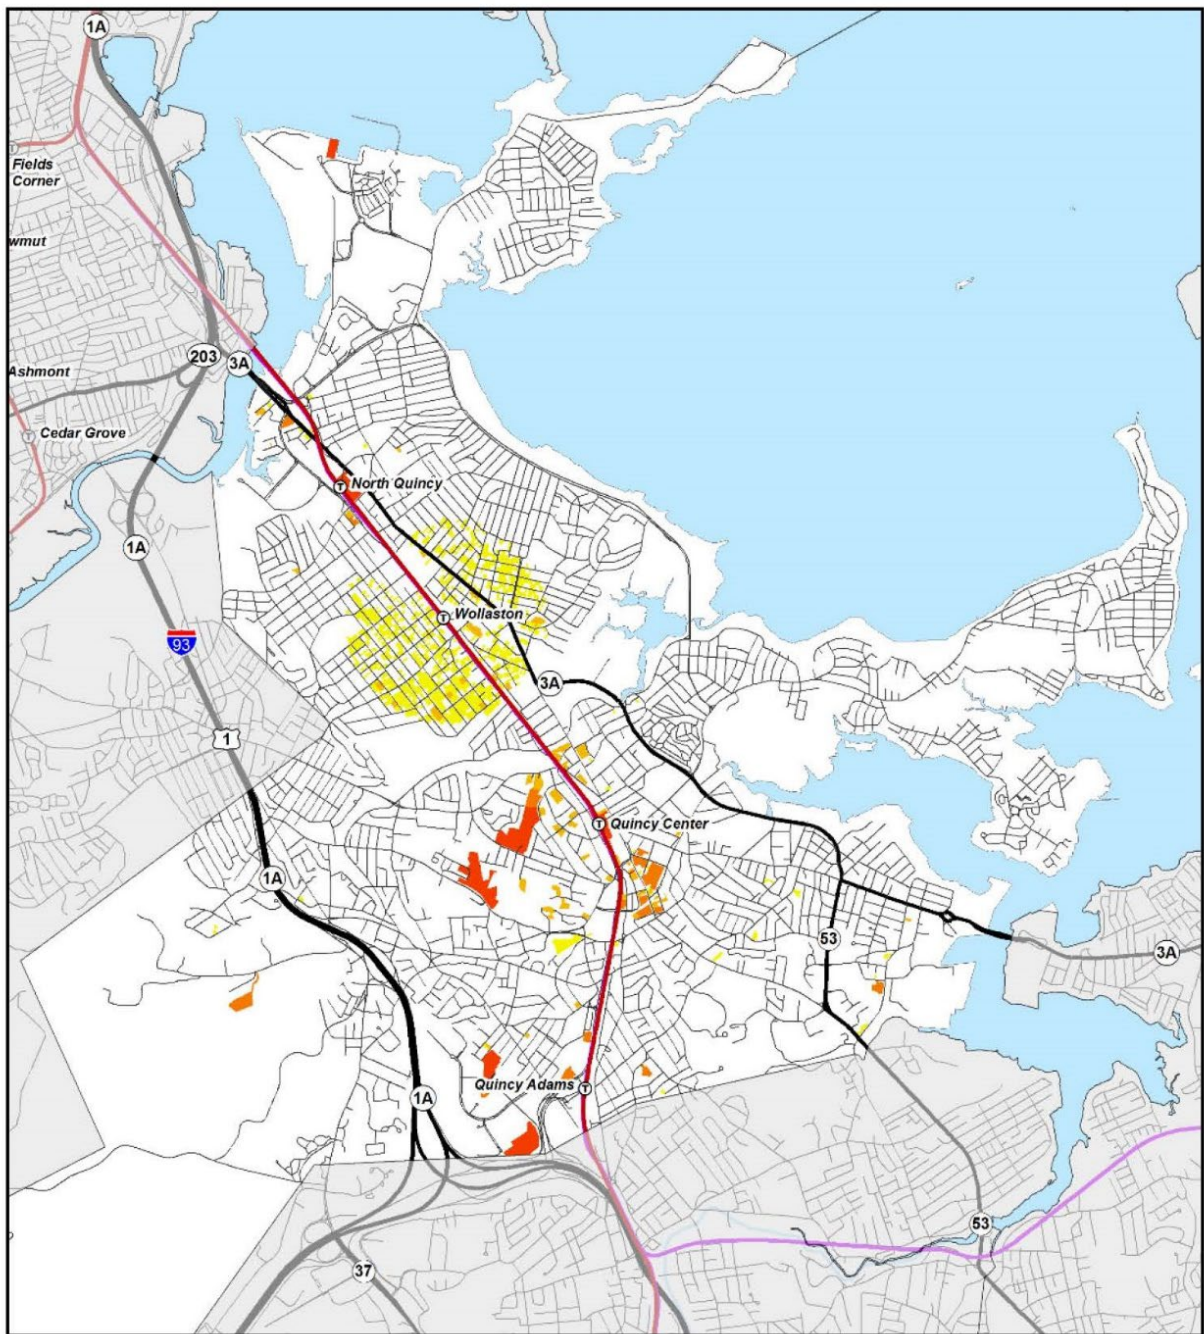 1A
Fields
Corner
wmut
203
3A
Ashmont
Cedar Grove
T
North Quincy
T
1A
Wollaston
T
93
3A
1
Quincy Center
T
1A
53
3A
Quincy Adams
T
1A
53
37